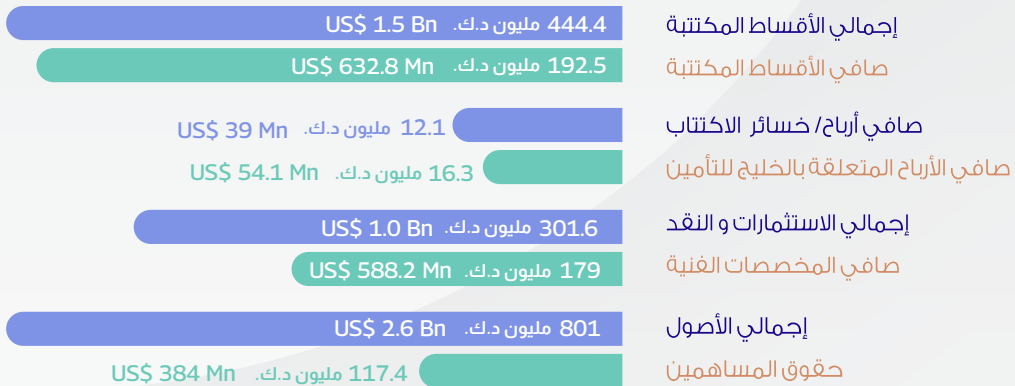 إجمالي الأقساط المكتتبة 444.4 مليون د.ك. US$ 1.5 Bn
صافي الأقساط المكتتبة 192.5 مليون د.ك. US$ 632.8 Mn
صافي أرباح/ خسائر الاكتتاب 12.1 مليون د.ك. US$ 39 Mn
صافي الأرباح المتعلقة بالخليج للتأمين 16.3 مليون د.ك. US$ 54.1 Mn
إجمالي الاستثمارات و النقد 301.6 مليون د.ك. US$ 1.0 Bn
صافي المخصصات الفنية 179 مليون د.ك. US$ 588.2 Mn
إجمالي الأصول 801 مليون د.ك. US$ 2.6 Bn
حقوق المساهمين 117.4 مليون د.ك. US$ 384 Mn